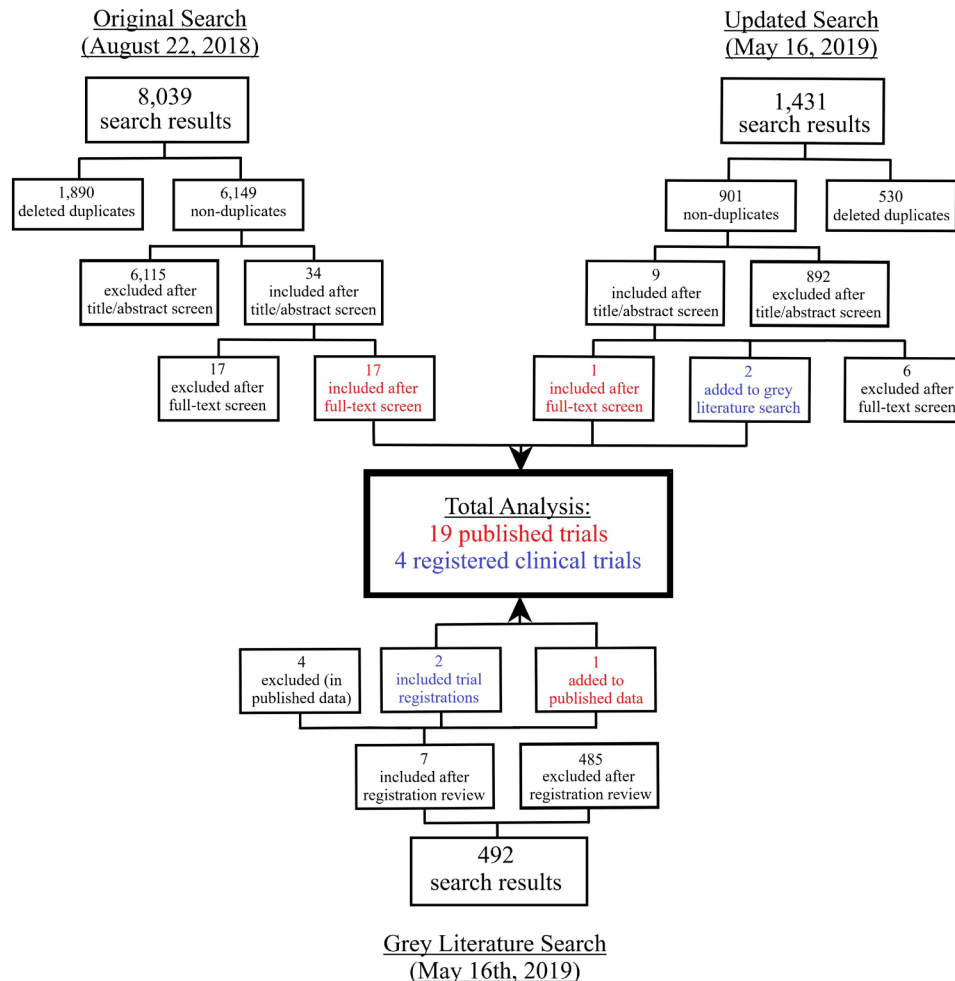 Original Search
(August 22, 2018)
Updated Search
(May 16, 2019)
8,039
search results
1,431
search results
1,890
deleted duplicates
6,149
non-duplicates
901
non-duplicates
530
deleted duplicates
6,115
excluded after
title/abstract screen
34
included after
title/abstract screen
9
included after
title/abstract screen
892
excluded after
title/abstract screen
17
excluded after
full-text screen
17
included after
full-text screen
1
included after
full-text screen
2
added to grey
literature search
6
excluded after
full-text screen
Total Analysis:
19 published trials
4 registered clinical trials
4
excluded (in
published data)
2
included trial
registrations
1
added to
published data
7
included after
registration review
485
excluded after
registration review
492
search results
Grey Literature Search
(May 16th, 2019)